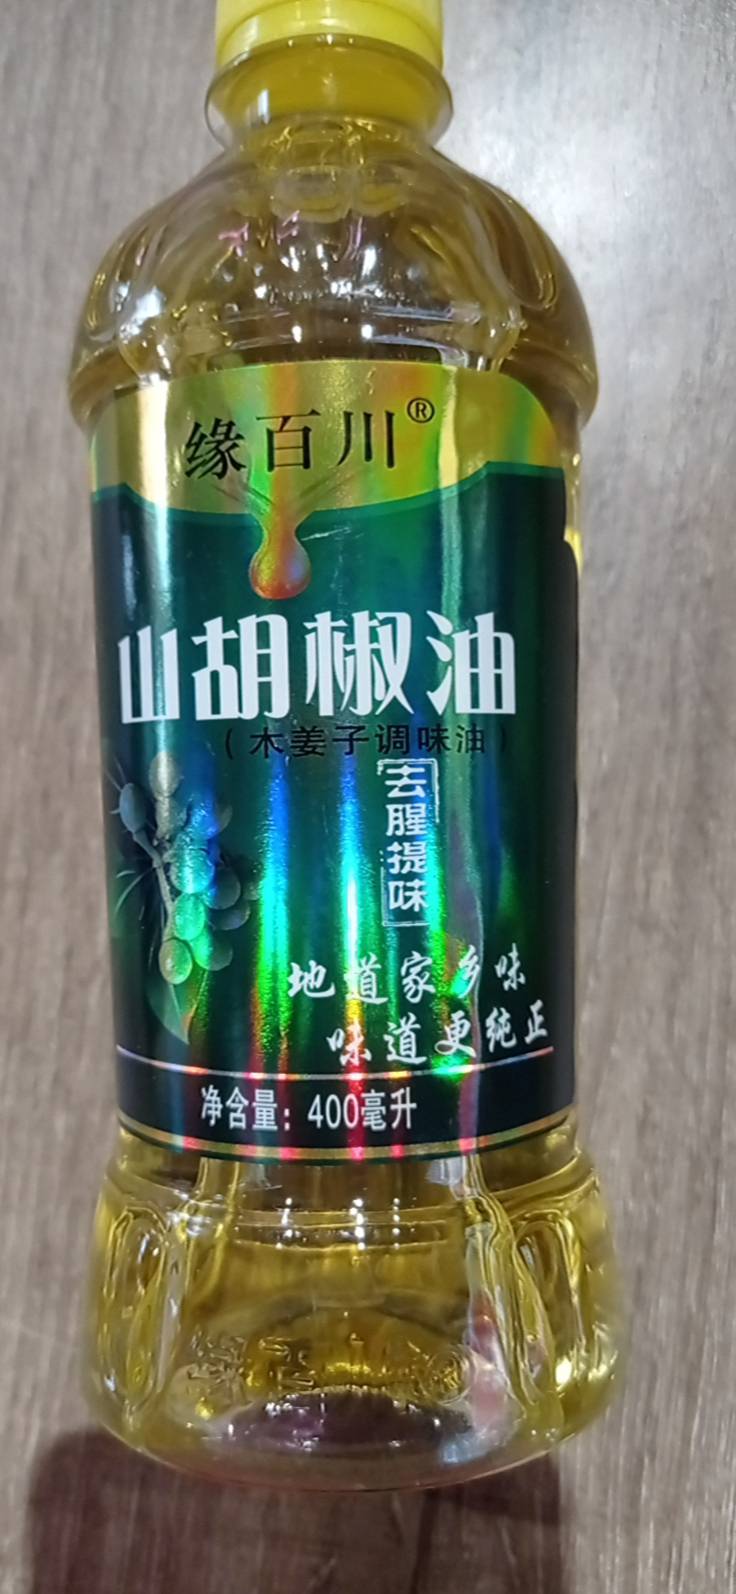 缘百川®
山胡椒油
（木姜子调味油）
去腥提味
地道家乡味
味道更纯正
净含量：400毫升